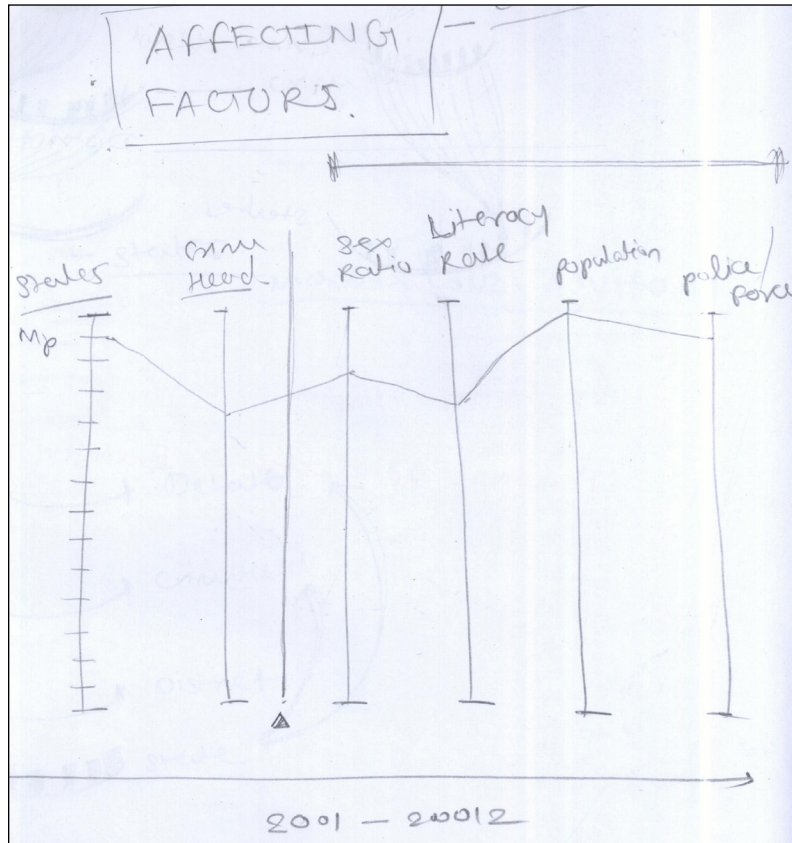 AFFECTING
FACTORS.
states
Crime
Head
sex
Ratio
Literacy
Rate
population
police
Force
MP
2001 – 20012